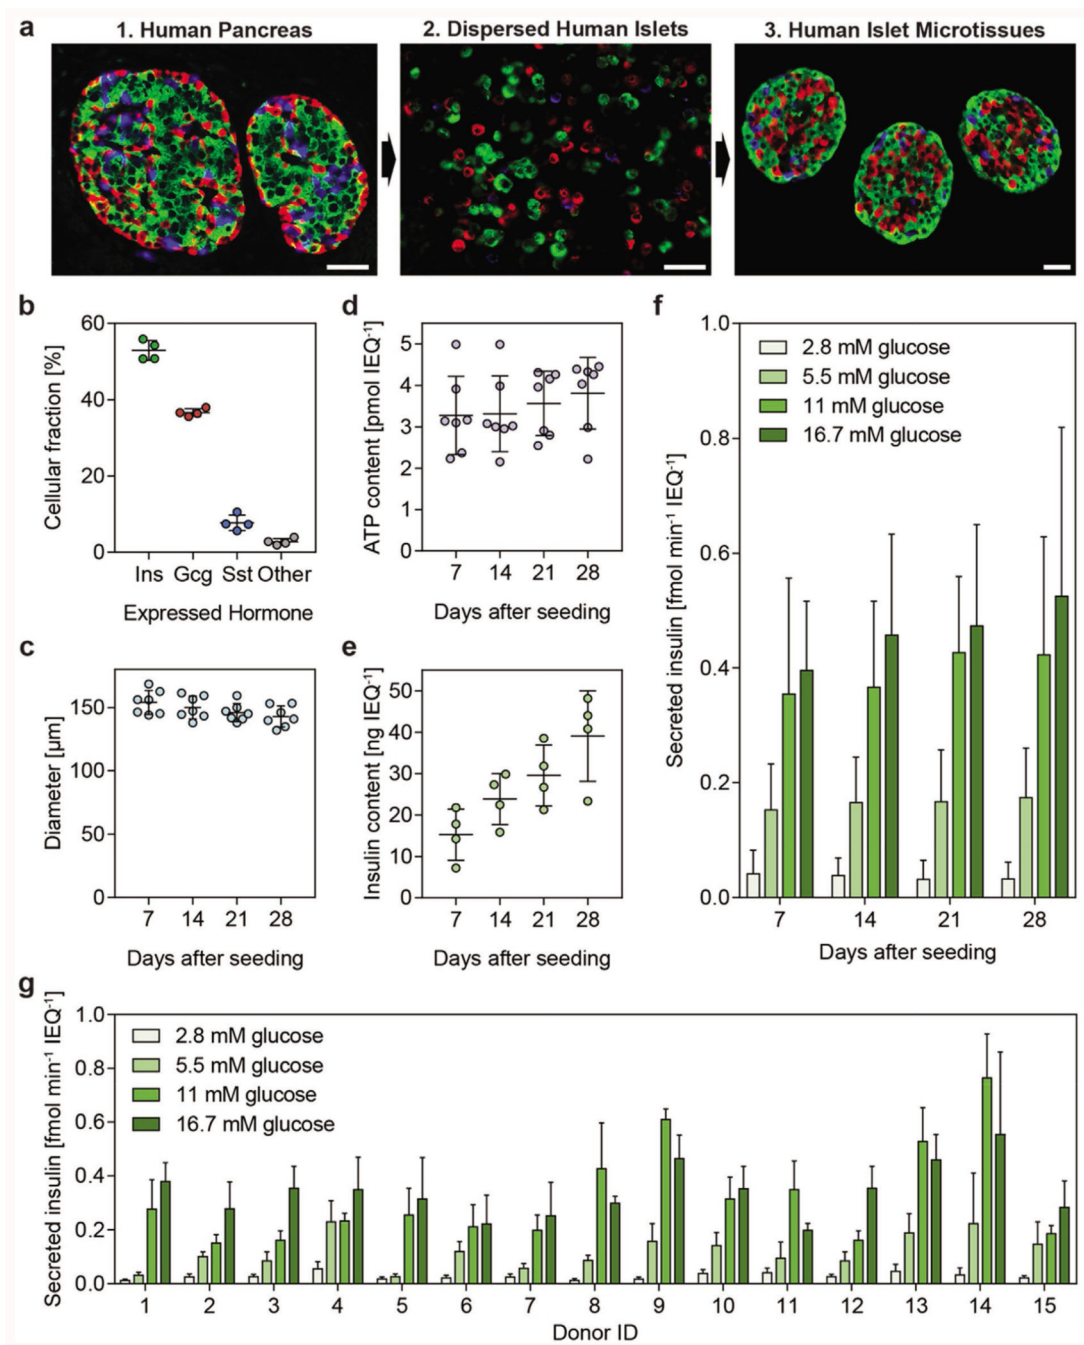 a
1. Human Pancreas
2. Dispersed Human Islets
3. Human Islet Microtissues
b
60
40
20
0
Cellular fraction [%]
Ins Gcg Sst Other
Expressed Hormone
d
5
4
3
2
1
0
ATP content [pmol IEQ⁻¹]
7 14 21 28
Days after seeding
f
1.0
0.8
0.6
0.4
0.2
0.0
Secreted insulin [fmol min⁻¹ IEQ⁻¹]
2.8 mM glucose
5.5 mM glucose
11 mM glucose
16.7 mM glucose
7 14 21 28
Days after seeding
c
150
100
50
0
Diameter [µm]
7 14 21 28
Days after seeding
e
50
40
30
20
10
0
Insulin content [ng IEQ⁻¹]
7 14 21 28
Days after seeding
g
1.0
0.8
0.6
0.4
0.2
0.0
Secreted insulin [fmol min⁻¹ IEQ⁻¹]
2.8 mM glucose
5.5 mM glucose
11 mM glucose
16.7 mM glucose
1 2 3 4 5 6 7 8 9 10 11 12 13 14 15
Donor ID